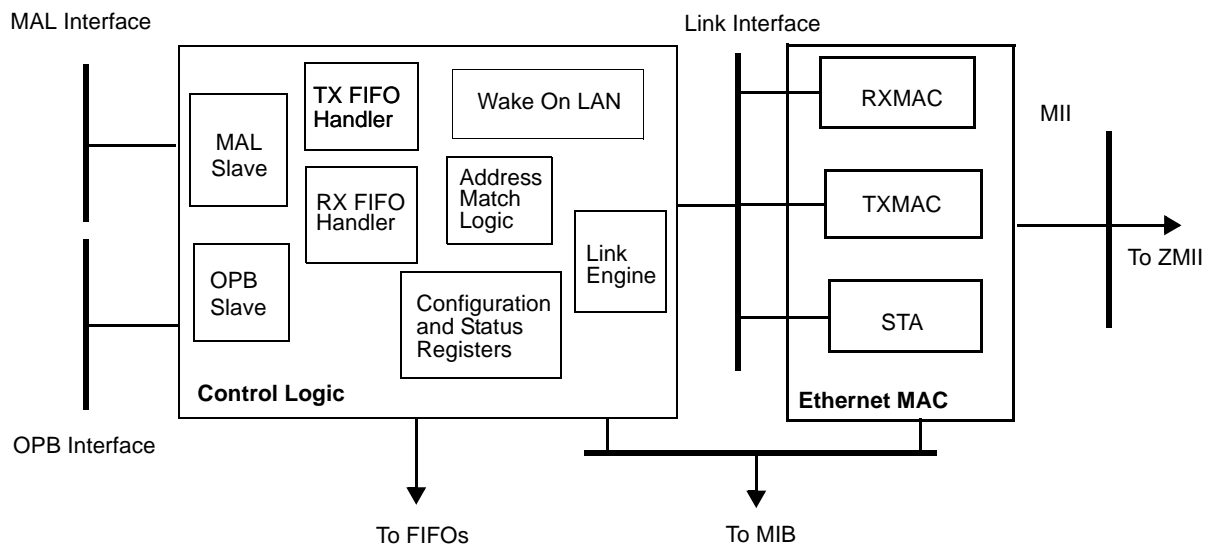 MAL Interface
Link Interface
TX FIFO
Handler
Wake On LAN
RXMAC
MII
MAL
Slave
RX FIFO
Handler
Address
Match
Logic
TXMAC
Link
Engine
To ZMII
OPB
Slave
Configuration
and Status
Registers
STA
Control Logic
Ethernet MAC
OPB Interface
To FIFOs
To MIB